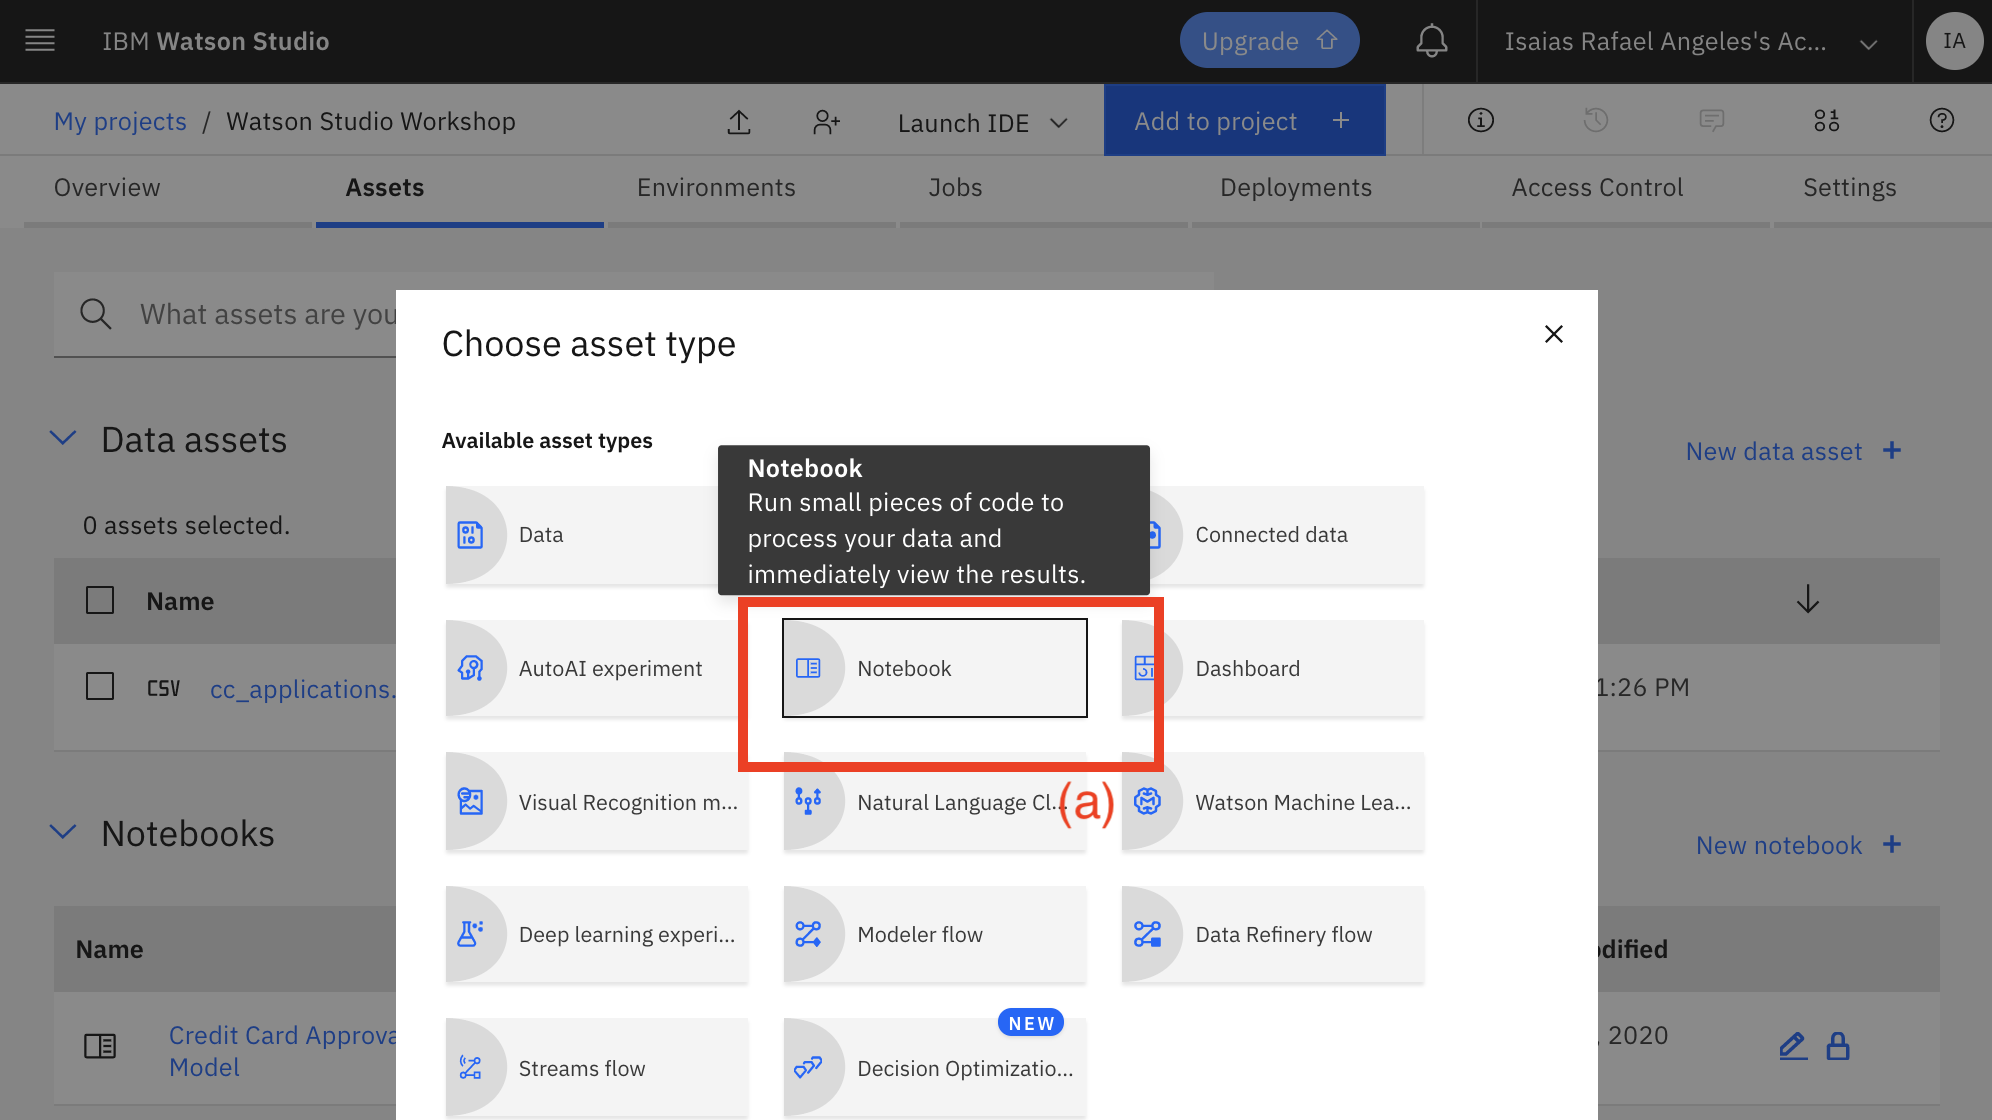 IBM Watson Studio
Upgrade
Isaias Rafael Angeles's Ac...
IA
My projects / Watson Studio Workshop
Launch IDE
Add to project +
Overview
Assets
Environments
Jobs
Deployments
Access Control
Settings
What assets are you
Choose asset type
Available asset types
Data assets
New data asset +
0 assets selected.
Name
CSV cc_applications.
1:26 PM
Notebook
Run small pieces of code to
process your data and
immediately view the results.
Data
Connected data
AutoAI experiment
Notebook
Dashboard
Visual Recognition m...
Natural Language Cl...
(a)
Watson Machine Lea...
Deep learning experi...
Modeler flow
Data Refinery flow
Streams flow
NEW
Decision Optimizatio...
Notebooks
New notebook +
Name
odified
Credit Card Approva
Model
, 2020